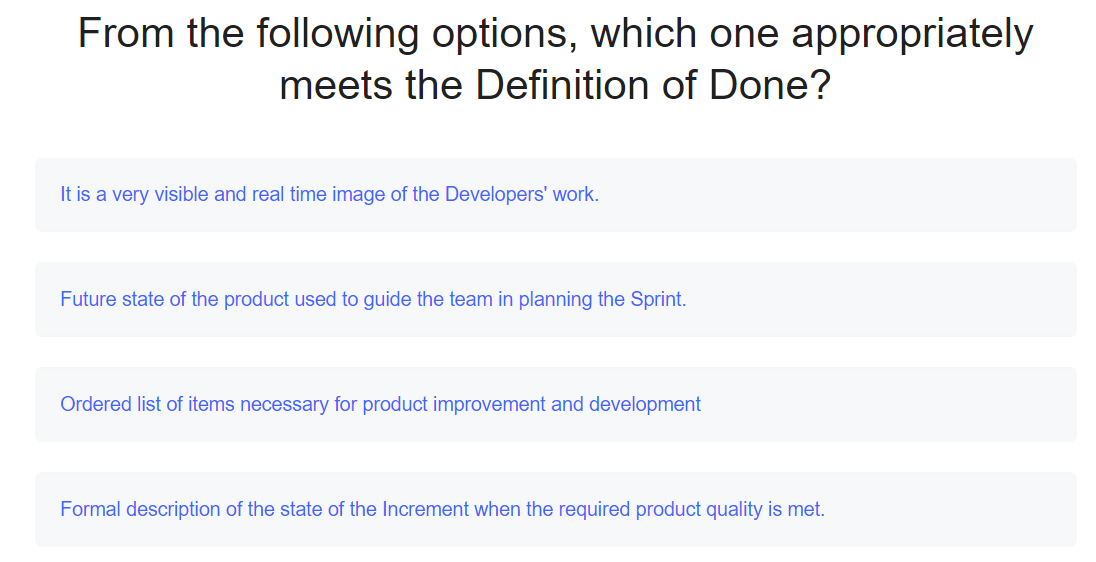 From the following options, which one appropriately
meets the Definition of Done?
It is a very visible and real time image of the Developers' work.
Future state of the product used to guide the team in planning the Sprint.
Ordered list of items necessary for product improvement and development
Formal description of the state of the Increment when the required product quality is met.